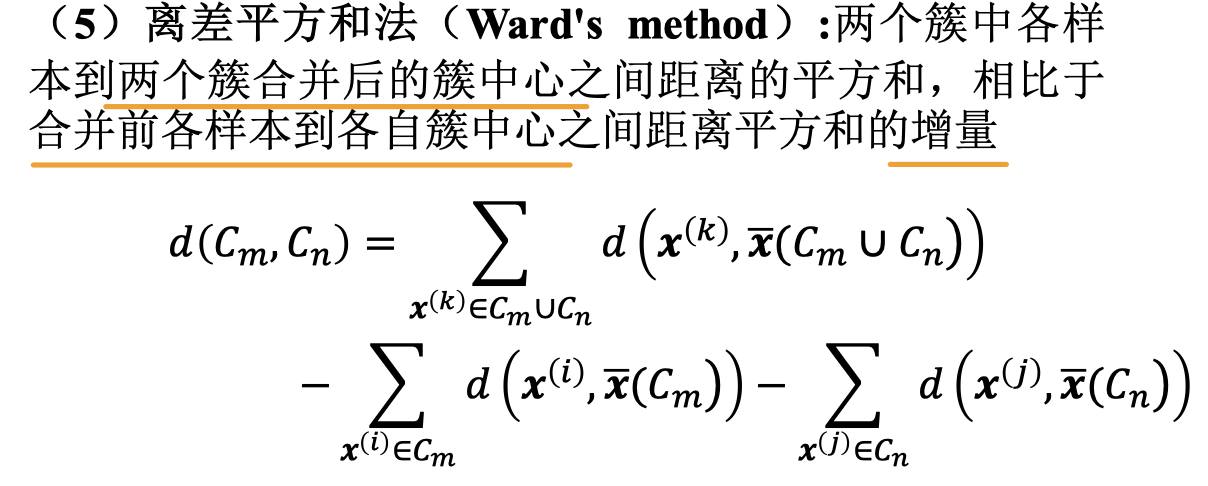 （5）离差平方和法（Ward's method）:两个簇中各样
本到两个簇合并后的簇中心之间距离的平方和，相比于
合并前各样本到各自簇中心之间距离平方和的增量
d(C_m, C_n) = ∑_{x^{(k)}∈C_m∪C_n} d(x^{(k)}, x̅(C_m ∪ C_n))
− ∑_{x^{(i)}∈C_m} d(x^{(i)}, x̅(C_m)) − ∑_{x^{(j)}∈C_n} d(x^{(j)}, x̅(C_n))